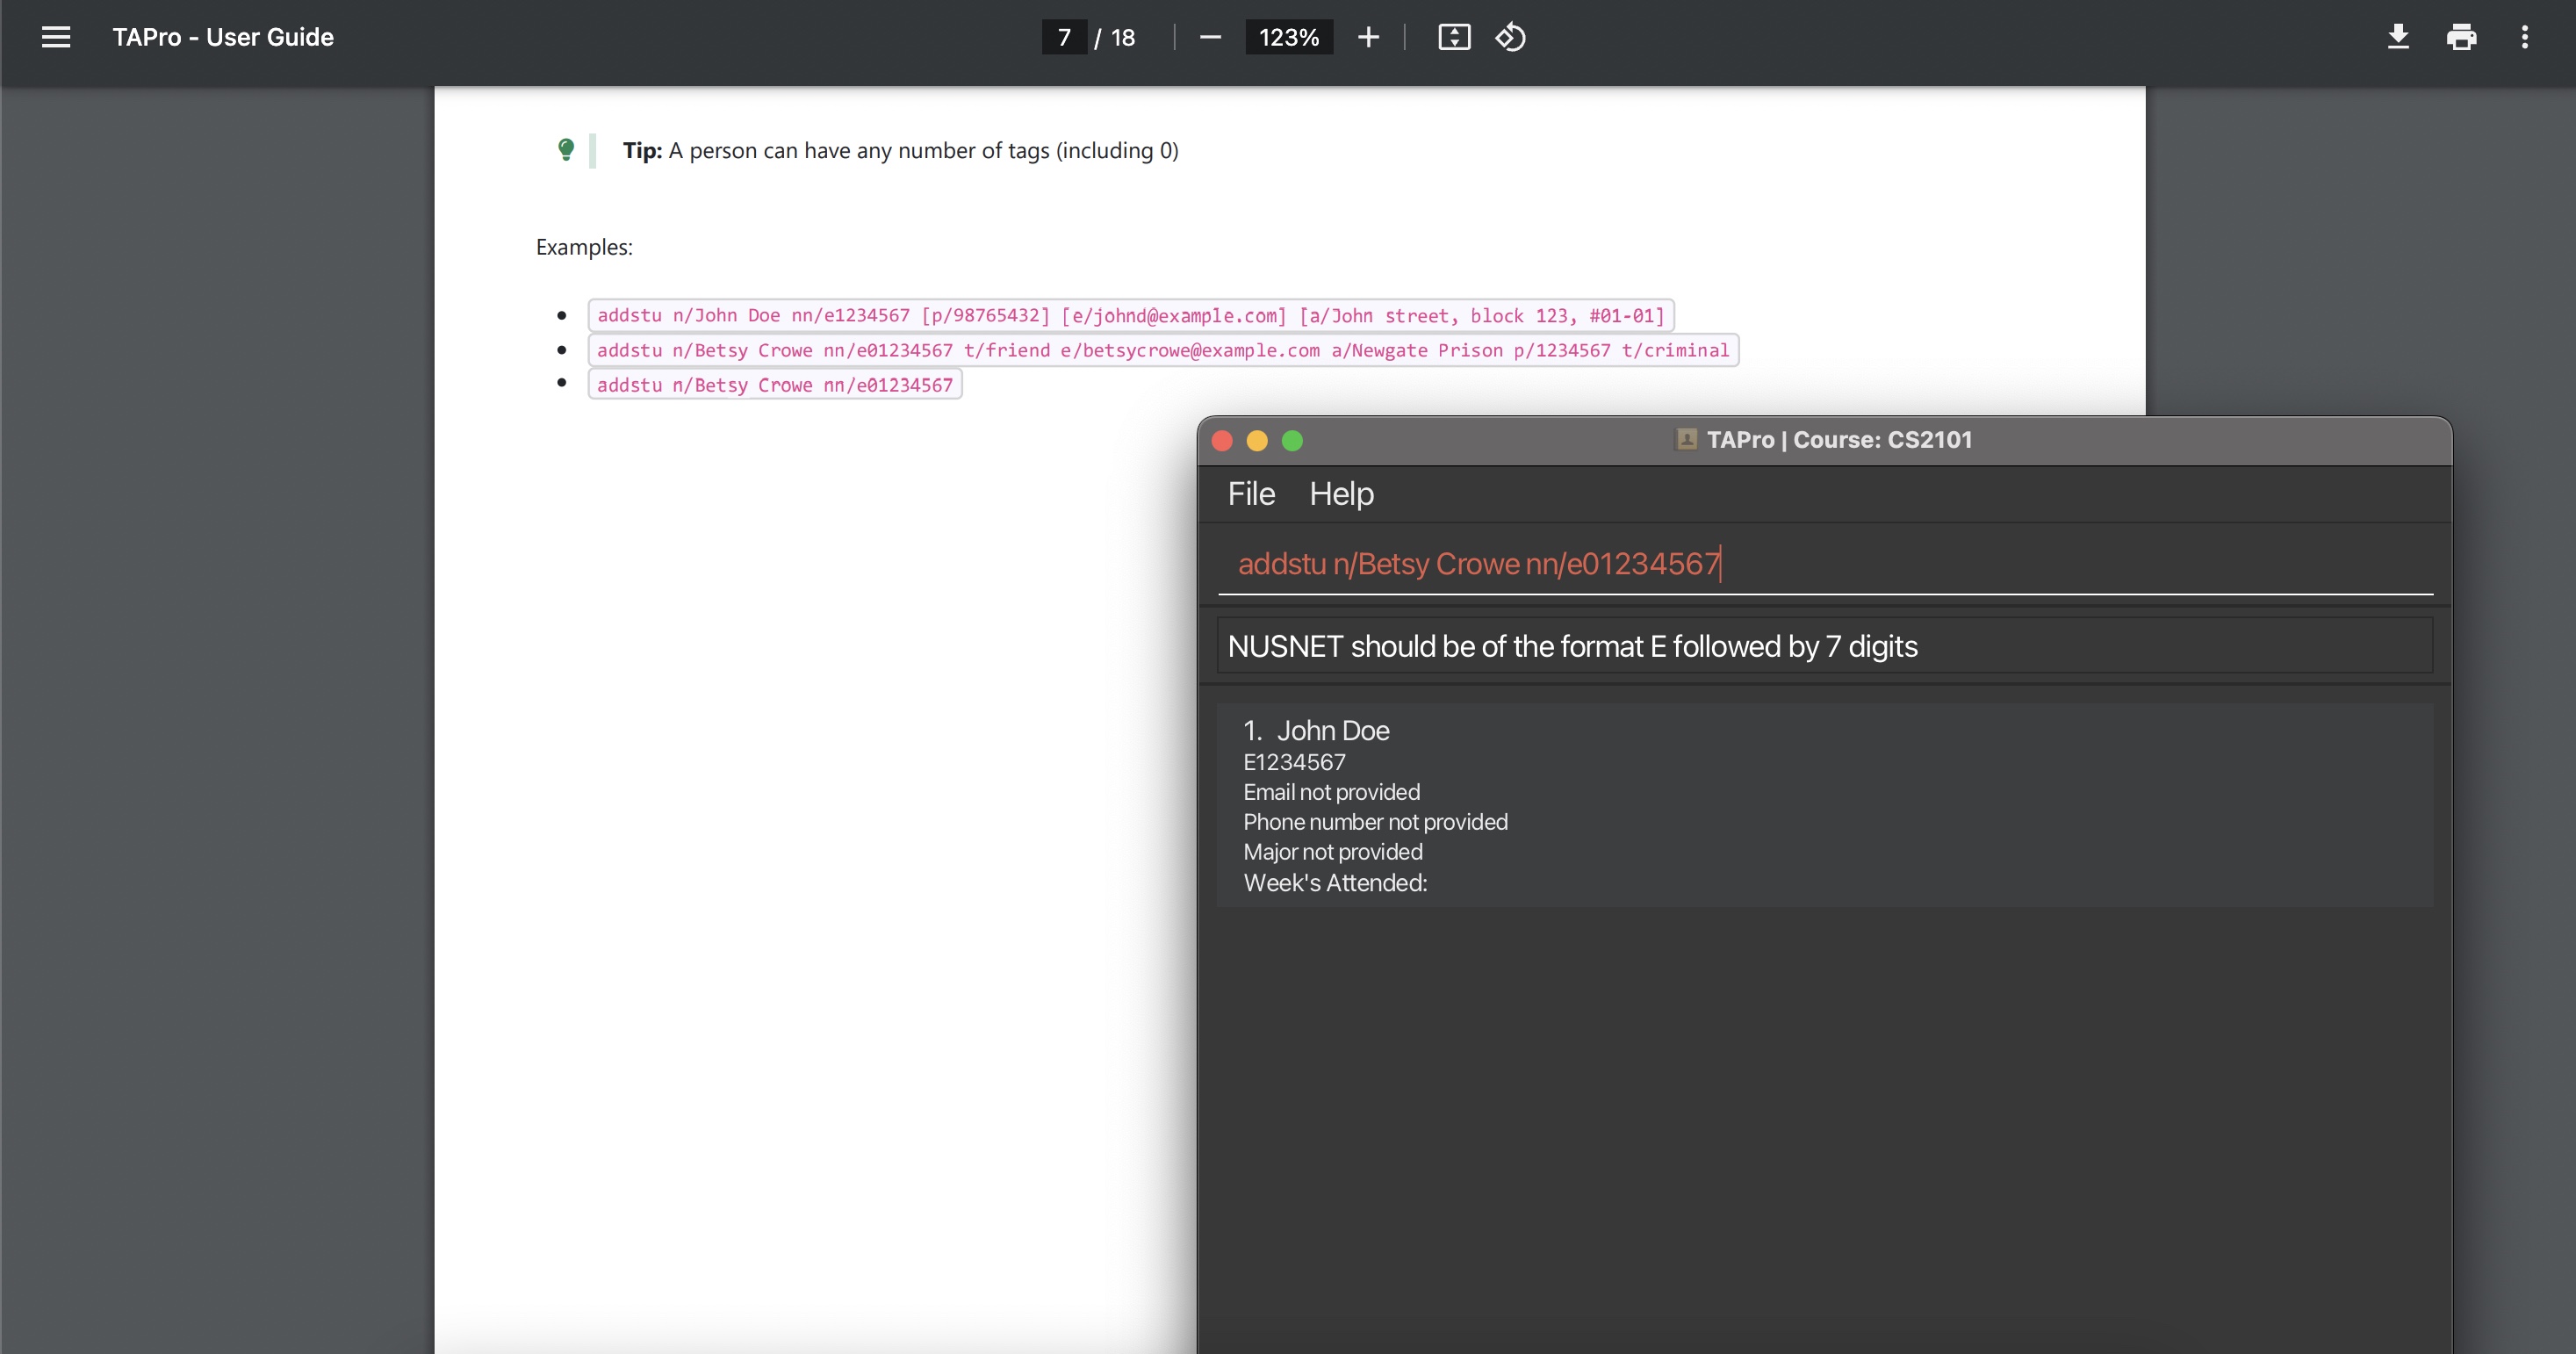 TAPro - User Guide
7 / 18
123%
Tip: A person can have any number of tags (including 0)
Examples:
addstu n/John Doe nn/e1234567 [p/98765432] [e/johnd@example.com] [a/John street, block 123, #01-01]
addstu n/Betsy Crowe nn/e01234567 t/friend e/betsycrowe@example.com a/Newgate Prison p/1234567 t/criminal
addstu n/Betsy Crowe nn/e01234567
TAPro | Course: CS2101
File Help
addstu n/Betsy Crowe nn/e01234567
NUSNET should be of the format E followed by 7 digits
1. John Doe
E1234567
Email not provided
Phone number not provided
Major not provided
Week's Attended: